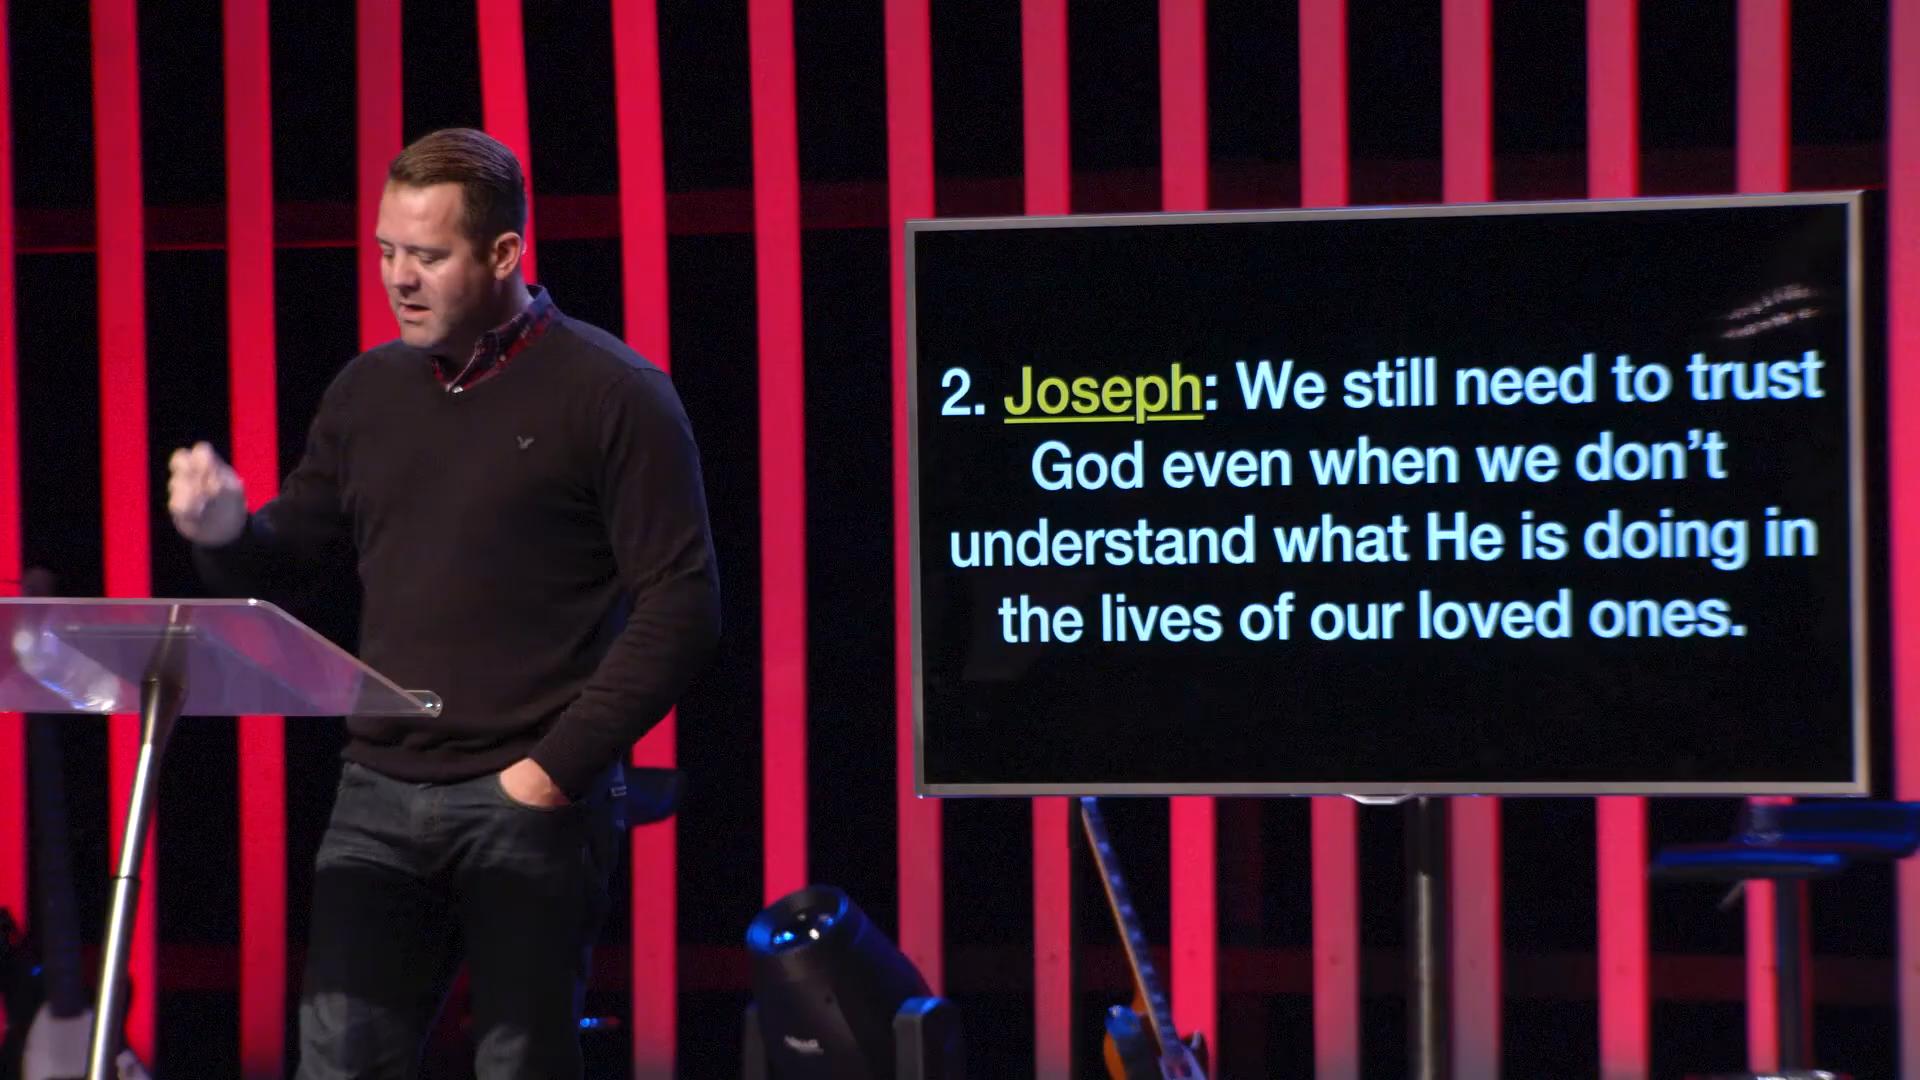 2. Joseph: We still need to trust
God even when we don’t
understand what He is doing in
the lives of our loved ones.